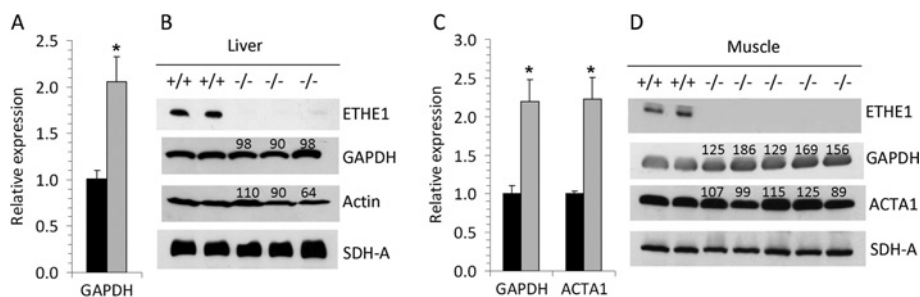 A
Relative expression
2.5
2.0
1.5
1.0
0.5
0.0
*
GAPDH
B
Liver
+/+ +/+ -/- -/- -/-
ETHE1
98 90 98
GAPDH
110 90 64
Actin
SDH-A
C
Relative expression
3.0
2.5
2.0
1.5
1.0
0.5
0.0
* *
GAPDH ACTA1
D
Muscle
+/+ +/+ -/- -/- -/- -/- -/-
ETHE1
125 186 129 169 156
GAPDH
107 99 115 125 89
ACTA1
SDH-A